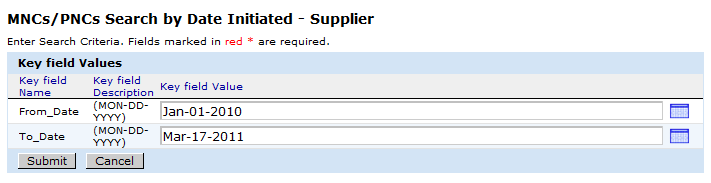 MNCs/PNCs Search by Date Initiated - Supplier
Enter Search Criteria. Fields marked in red * are required.
Key field Values
Key field Name Key field Description Key field Value
From_Date (MON-DD-YYYY) Jan-01-2010
To_Date (MON-DD-YYYY) Mar-17-2011
Submit Cancel